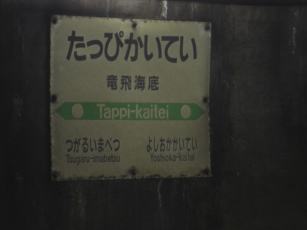 たっぴかいてい
竜飛海底
Tappi-kaitei
つがるいまべつ
よしおかかいてい
Tsugaru-imabetsu
Yoshioka-kaitei